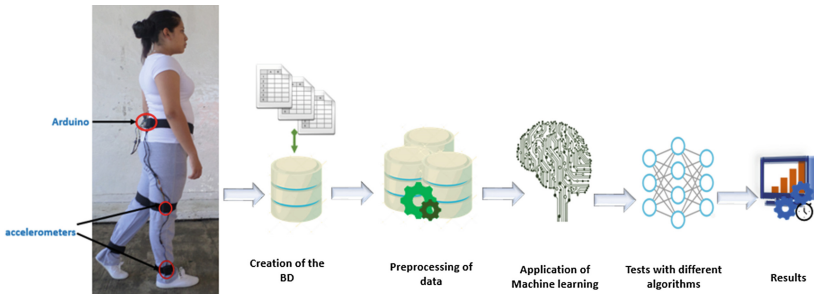 Arduino
accelerometers
Creation of the
BD
Preprocessing of
data
Application of
Machine learning
Tests with different
algorithms
Results